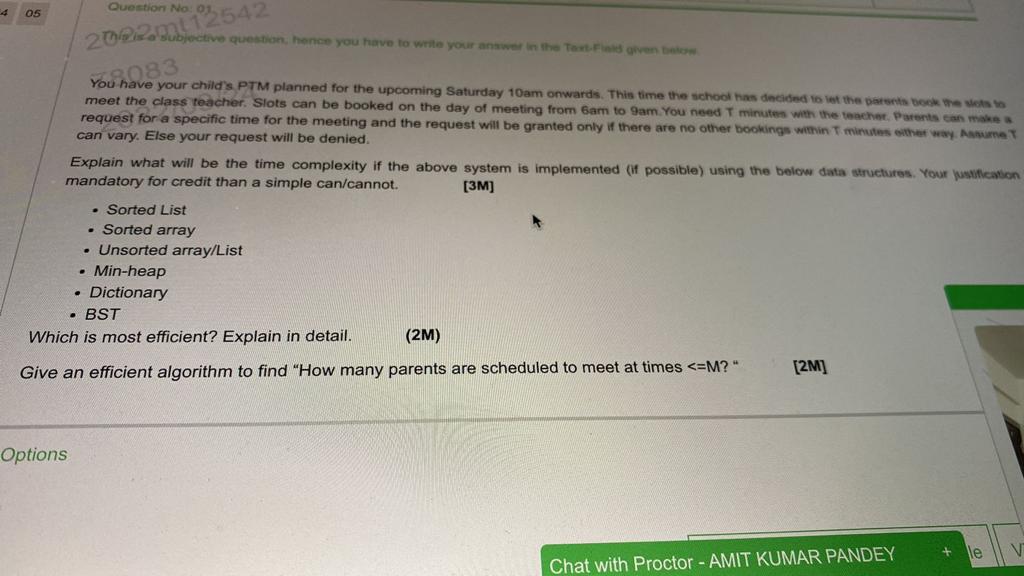 4 05
Question No: 01
2022mt12542
This is a subjective question, hence you have to write your answer in the Text-Field given below.
78083
You have your child's PTM planned for the upcoming Saturday 10am onwards. This time the school has decided to let the parents book the slots to
meet the class teacher. Slots can be booked on the day of meeting from 6am to 9am.You need T minutes with the teacher. Parents can make a
request for a specific time for the meeting and the request will be granted only if there are no other bookings within T minutes either way. Assume T
can vary. Else your request will be denied.
Explain what will be the time complexity if the above system is implemented (if possible) using the below data structures. Your justification
mandatory for credit than a simple can/cannot. [3M]
• Sorted List
• Sorted array
• Unsorted array/List
• Min-heap
• Dictionary
• BST
Which is most efficient? Explain in detail. (2M)
Give an efficient algorithm to find “How many parents are scheduled to meet at times <=M? “ [2M]
Options
Chat with Proctor - AMIT KUMAR PANDEY +
le
V